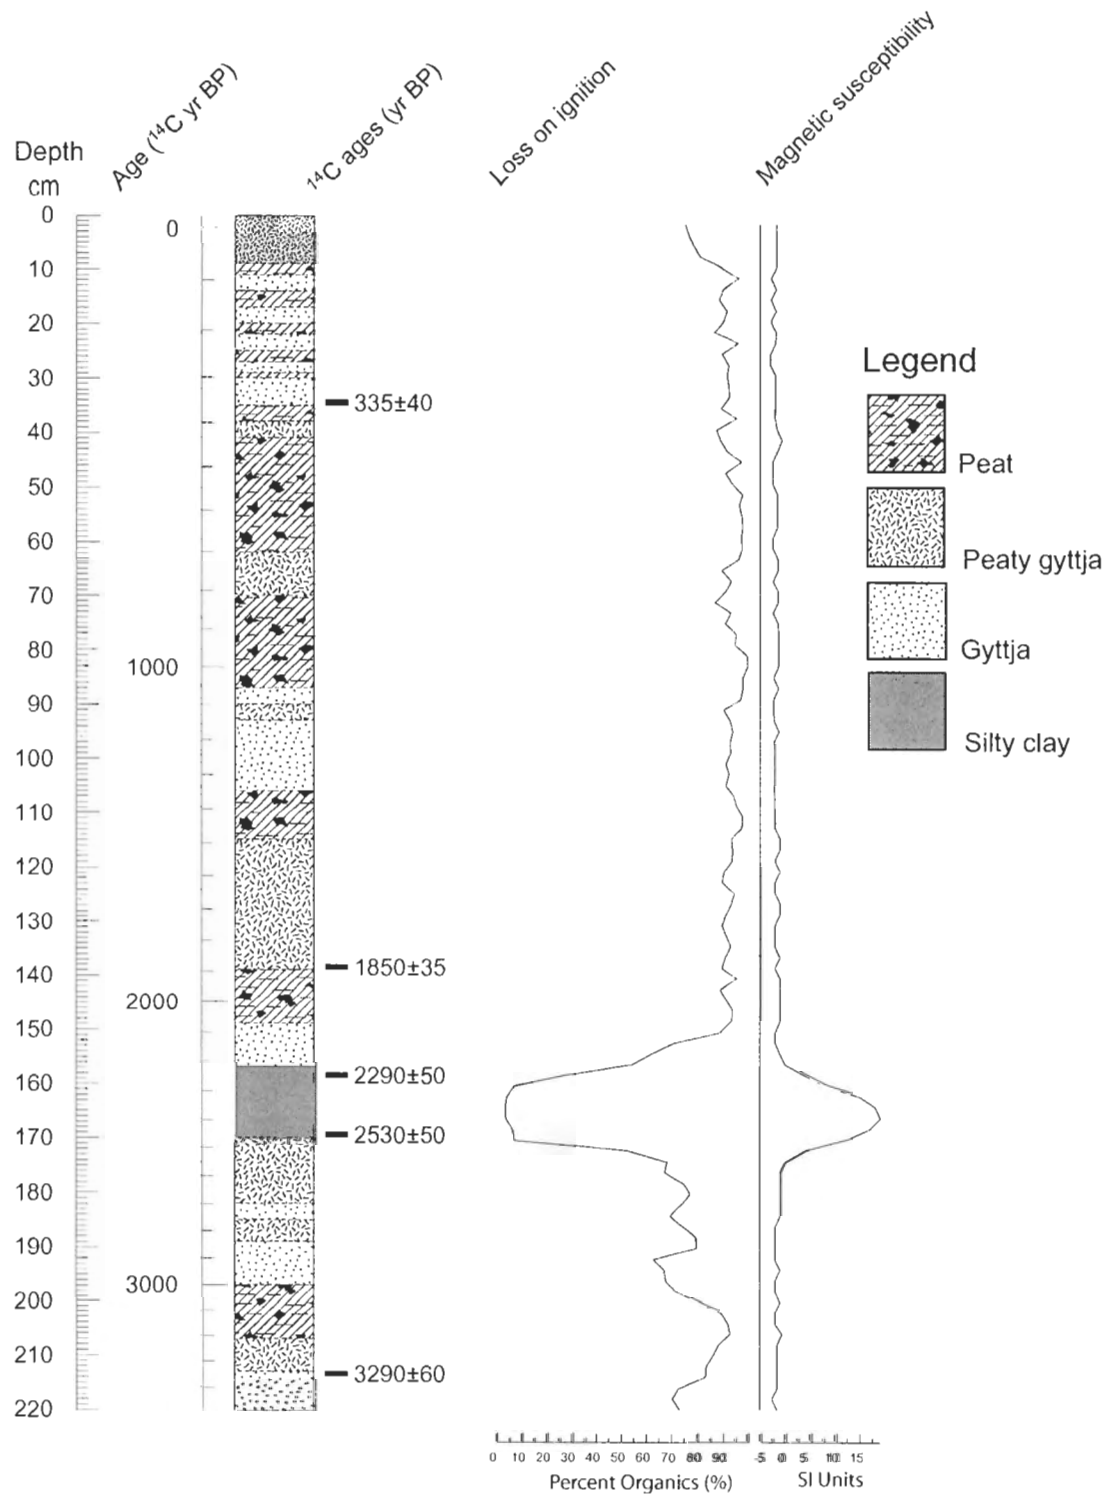 Depth
cm
Age (¹⁴C yr BP)
¹⁴C ages (yr BP)
Loss on ignition
Magnetic susceptibility
0
10
20
30
40
50
60
70
80
90
100
110
120
130
140
150
160
170
180
190
200
210
220
0
1000
2000
3000
335±40
1850±35
2290±50
2530±50
3290±60
Legend
Peat
Peaty gyttja
Gyttja
Silty clay
0 10 20 30 40 50 60 70 80 90
Percent Organics (%)
-5 0 5 10 15
SI Units